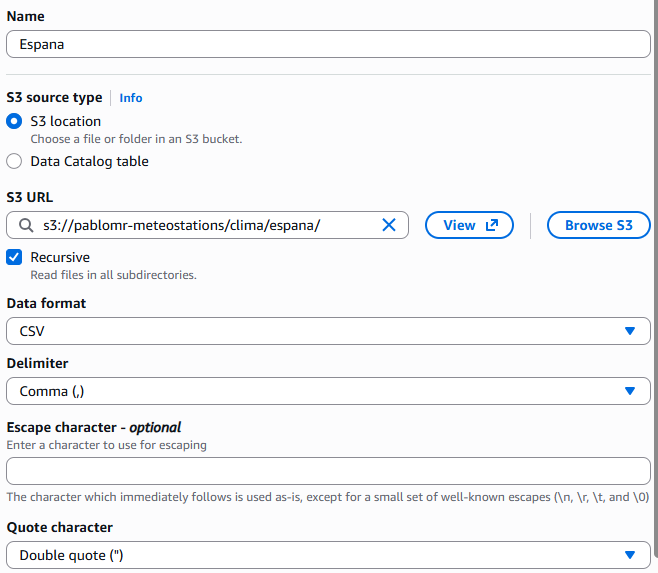 Name
Espana
S3 source type Info
S3 location
Choose a file or folder in an S3 bucket.
Data Catalog table
S3 URL
s3://pablomr-meteostations/clima/espana/ View Browse S3
Recursive
Read files in all subdirectories.
Data format
CSV
Delimiter
Comma (,)
Escape character - optional
Enter a character to use for escaping
The character which immediately follows is used as-is, except for a small set of well-known escapes (\n, \r, \t, and \0)
Quote character
Double quote (")